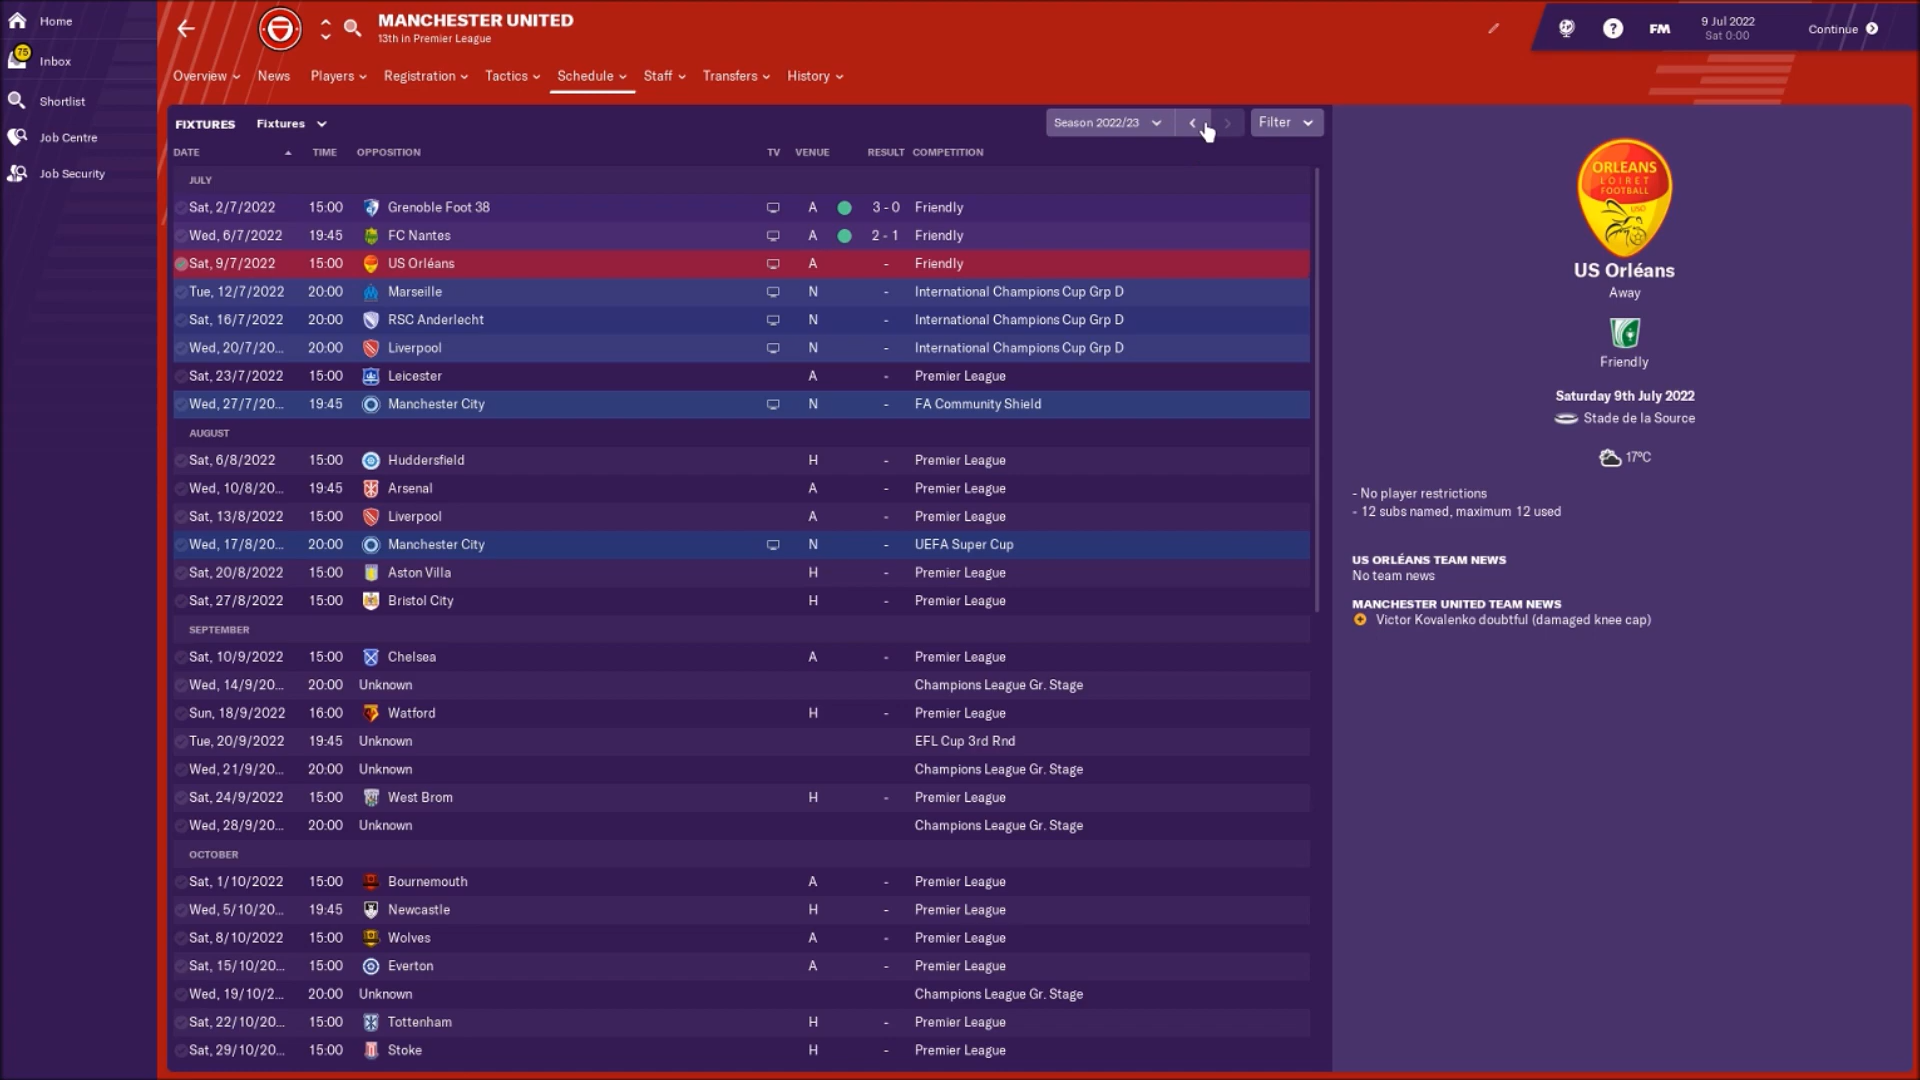 Home
75
Inbox
Shortlist
Job Centre
Job Security
MANCHESTER UNITED
13th in Premier League
? FM 9 Jul 2022
Sat 0:00
Continue
Overview News Players Registration Tactics Schedule Staff Transfers History
FIXTURES Fixtures Season 2022/23 Filter
DATE TIME OPPOSITION TV VENUE RESULT COMPETITION
JULY
Sat, 2/7/2022 15:00 Grenoble Foot 38 A 3 - 0 Friendly
Wed, 6/7/2022 19:45 FC Nantes A 2 - 1 Friendly
Sat, 9/7/2022 15:00 US Orléans A - Friendly
Tue, 12/7/2022 20:00 Marseille N - International Champions Cup Grp D
Sat, 16/7/2022 20:00 RSC Anderlecht N - International Champions Cup Grp D
Wed, 20/7/20... 20:00 Liverpool N - International Champions Cup Grp D
Sat, 23/7/2022 15:00 Leicester A - Premier League
Wed, 27/7/20... 19:45 Manchester City N - FA Community Shield
AUGUST
Sat, 6/8/2022 15:00 Huddersfield H - Premier League
Wed, 10/8/20... 19:45 Arsenal A - Premier League
Sat, 13/8/2022 15:00 Liverpool A - Premier League
Wed, 17/8/20... 20:00 Manchester City N - UEFA Super Cup
Sat, 20/8/2022 15:00 Aston Villa H - Premier League
Sat, 27/8/2022 15:00 Bristol City H - Premier League
SEPTEMBER
Sat, 10/9/2022 15:00 Chelsea A - Premier League
Wed, 14/9/20... 20:00 Unknown Champions League Gr. Stage
Sun, 18/9/2022 16:00 Watford H - Premier League
Tue, 20/9/2022 19:45 Unknown EFL Cup 3rd Rnd
Wed, 21/9/20... 20:00 Unknown Champions League Gr. Stage
Sat, 24/9/2022 15:00 West Brom H - Premier League
Wed, 28/9/20... 20:00 Unknown Champions League Gr. Stage
OCTOBER
Sat, 1/10/2022 15:00 Bournemouth A - Premier League
Wed, 5/10/20... 19:45 Newcastle H - Premier League
Sat, 8/10/2022 15:00 Wolves A - Premier League
Sat, 15/10/20... 15:00 Everton A - Premier League
Wed, 19/10/2... 20:00 Unknown Champions League Gr. Stage
Sat, 22/10/20... 15:00 Tottenham H - Premier League
Sat, 29/10/20... 15:00 Stoke H - Premier League
ORLEANS
LOIRET
FOOTBALL
USO
US Orléans
Away
Friendly
Saturday 9th July 2022
Stade de la Source
17ºC
- No player restrictions
- 12 subs named, maximum 12 used
US ORLÉANS TEAM NEWS
No team news
MANCHESTER UNITED TEAM NEWS
Victor Kovalenko doubtful (damaged knee cap)